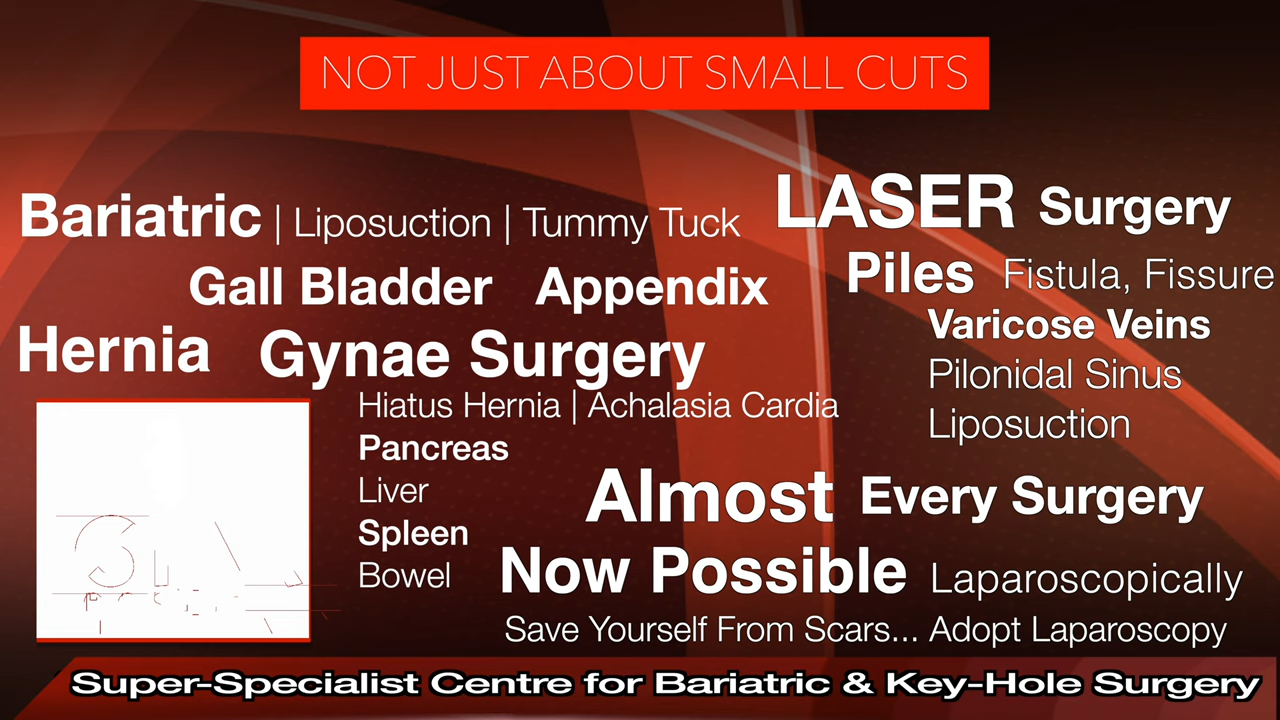 NOT JUST ABOUT SMALL CUTS
Bariatric | Liposuction | Tummy Tuck
Gall Bladder Appendix
Hernia Gynae Surgery
Hiatus Hernia | Achalasia Cardia
Pancreas
Liver
Spleen
Bowel
LASER Surgery
Piles Fistula, Fissure
Varicose Veins
Pilonidal Sinus
Liposuction
Almost Every Surgery
Now Possible Laparoscopically
Save Yourself From Scars... Adopt Laparoscopy
Super-Specialist Centre for Bariatric & Key-Hole Surgery